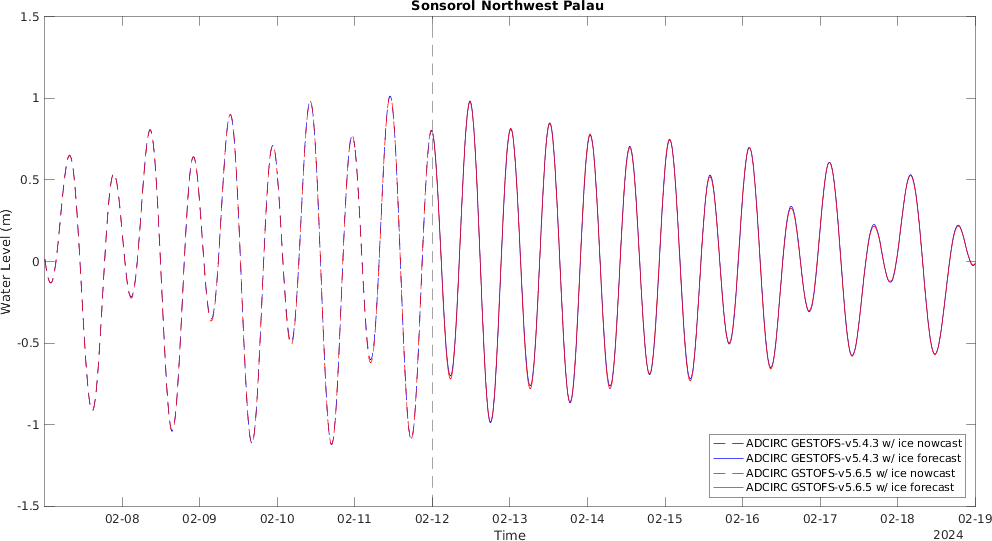 Sonsorol Northwest Palau
1.5
1
0.5
0
-0.5
-1
-1.5
Water Level (m)
ADCIRC GESTOFS-v5.4.3 w/ ice nowcast
ADCIRC GESTOFS-v5.4.3 w/ ice forecast
ADCIRC GSTOFS-v5.6.5 w/ ice nowcast
ADCIRC GSTOFS-v5.6.5 w/ ice forecast
02-08 02-09 02-10 02-11 02-12 02-13 02-14 02-15 02-16 02-17 02-18 02-19
Time
2024